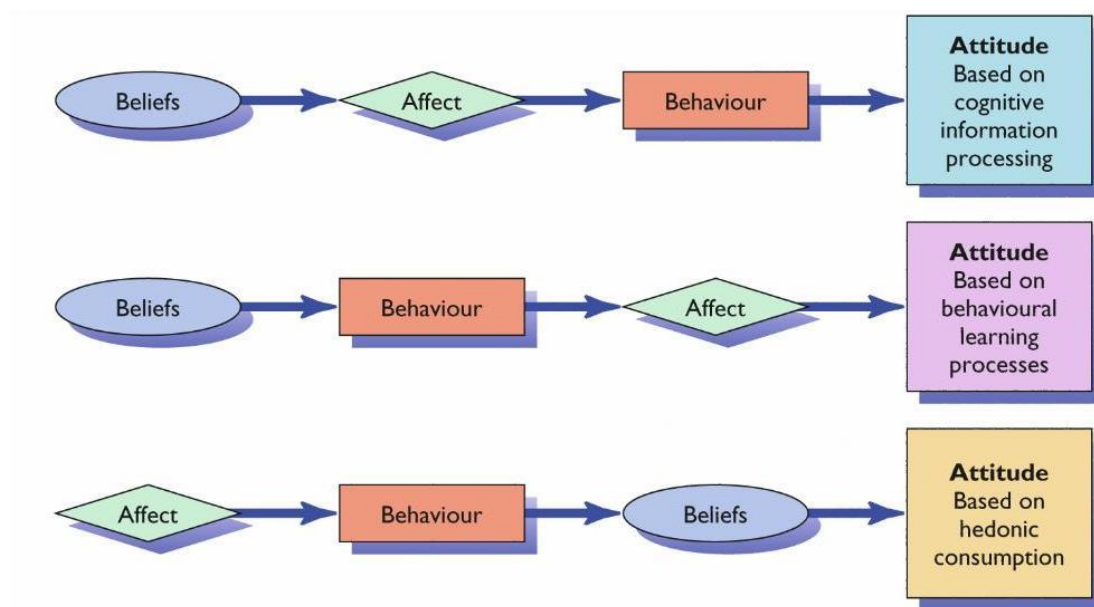 Beliefs
Affect
Behaviour
Attitude
Based on
cognitive
information
processing
Beliefs
Behaviour
Affect
Attitude
Based on
behavioural
learning
processes
Affect
Behaviour
Beliefs
Attitude
Based on
hedonic
consumption